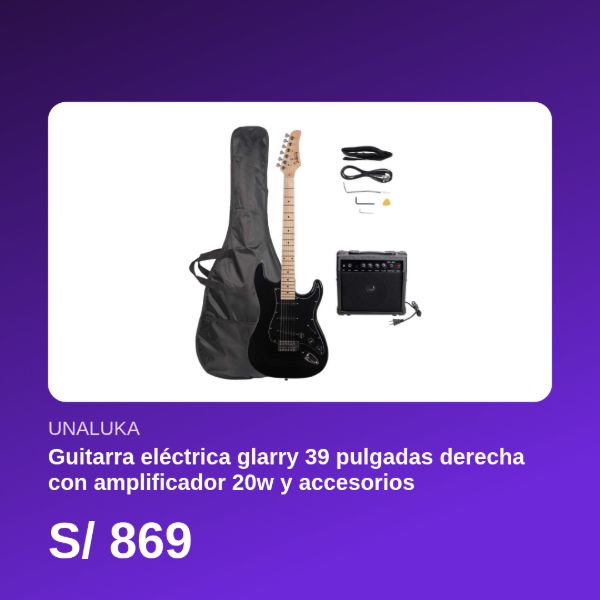 UNALUKA
Guitarra eléctrica glarry 39 pulgadas derecha
con amplificador 20w y accesorios
S/ 869